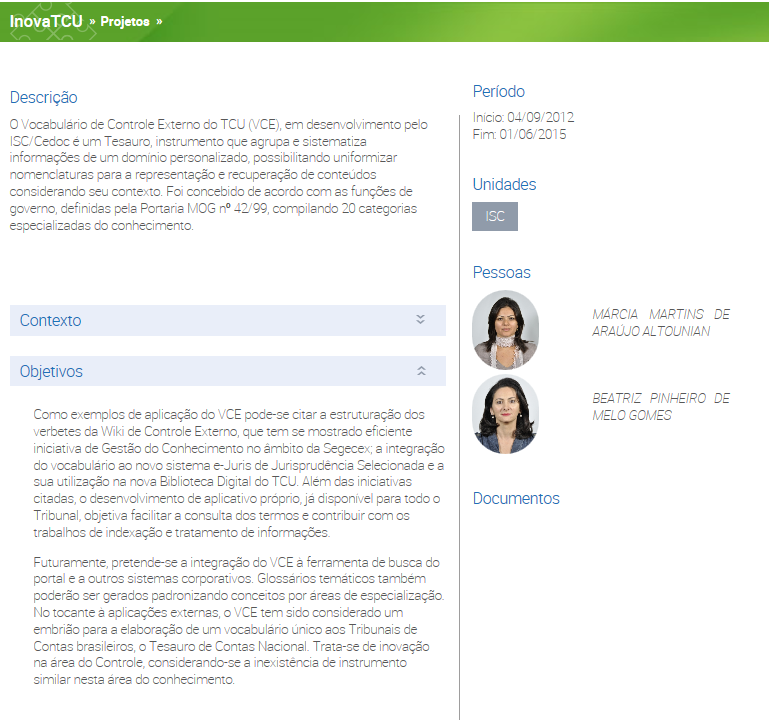 InovaTCU » Projetos »
Descrição
O Vocabulário de Controle Externo do TCU (VCE), em desenvolvimento pelo
ISC/Cedoc é um Tesauro, instrumento que agrupa e sistematiza
informações de um domínio personalizado, possibilitando uniformizar
nomenclaturas para a representação e recuperação de conteúdos
considerando seu contexto. Foi concebido de acordo com as funções de
governo, definidas pela Portaria MOG nº 42/99, compilando 20 categorias
especializadas do conhecimento.
Contexto
Objetivos
Como exemplos de aplicação do VCE pode-se citar a estruturação dos
verbetes da Wiki de Controle Externo, que tem se mostrado eficiente
iniciativa de Gestão do Conhecimento no âmbito da Segecex; a integração
do vocabulário ao novo sistema e-Juris de Jurisprudência Selecionada e a
sua utilização na nova Biblioteca Digital do TCU. Além das iniciativas
citadas, o desenvolvimento de aplicativo próprio, já disponível para todo o
Tribunal, objetiva facilitar a consulta dos termos e contribuir com os
trabalhos de indexação e tratamento de informações.
Futuramente, pretende-se a integração do VCE à ferramenta de busca do
portal e a outros sistemas corporativos. Glossários temáticos também
poderão ser gerados padronizando conceitos por áreas de especialização.
No tocante à aplicações externas, o VCE tem sido considerado um
embrião para a elaboração de um vocabulário único aos Tribunais de
Contas brasileiros, o Tesauro de Contas Nacional. Trata-se de inovação
na área do Controle, considerando-se a inexistência de instrumento
similar nesta área do conhecimento.
Período
Início: 04/09/2012
Fim: 01/06/2015
Unidades
ISC
Pessoas
MÁRCIA MARTINS DE
ARAÚJO ALTOUNIAN
BEATRIZ PINHEIRO DE
MELO GOMES
Documentos